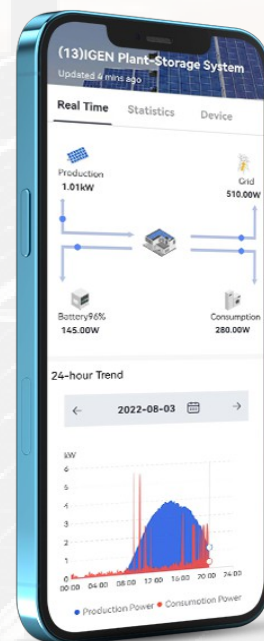 (13)IGEN Plant-Storage System
Updated 4 mins ago
Real Time Statistics Device
Production
1.01kW
Grid
510.00W
Battery96%
145.00W
Consumption
280.00W
24-hour Trend
← 2022-08-03 →
kW
6
5
4
3
2
1
0
00:00 04:00 08:00 12:00 16:00 20:00 24:00
Production Power Consumption Power